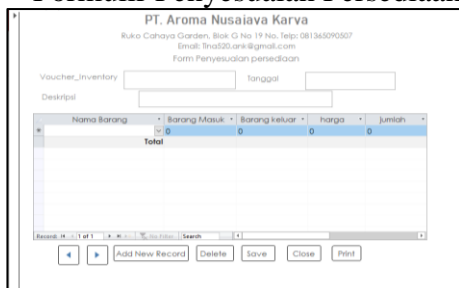 Formulir Penyesuaian Persediaan
PT. Aroma Nusajava Karya
Ruko Cahaya Garden, Blok G No 19 No. Telp: 081365090507
Email: Tina520.ank@gmail.com
Form Penyesuaian persediaan
Voucher_Inventory Tanggal
Deskripsi
Nama Barang Barang Masuk Barang keluar harga jumlah
0 0 0 0
Total
Record: 1 of 1 No Filter Search
Add New Record Delete Save Close Print